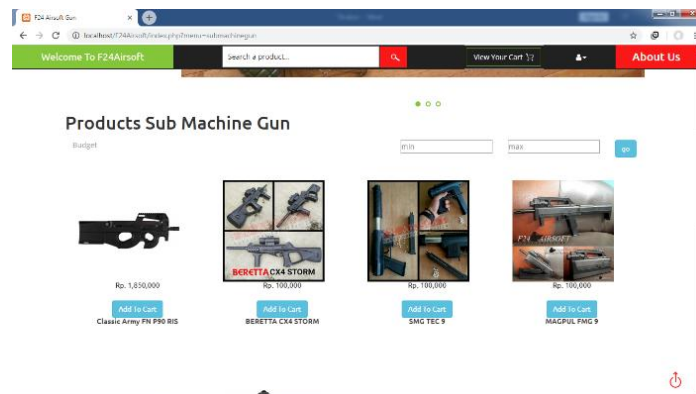 F24 Airsoft Gun
localhost/F24Airsoft/index.php?menu=submachinegun
Welcome To F24Airsoft
Search a product...
View Your Cart
About Us
Products Sub Machine Gun
Budget
min
max
go
BERETTA CX4 STORM
F24 AIRSOFT
Rp. 1,850,000
Rp. 100,000
Rp. 100,000
Rp. 100,000
Add To Cart
Add To Cart
Add To Cart
Add To Cart
Classic Army FN P90 RIS
BERETTA CX4 STORM
SMG TEC 9
MAGPUL FMG 9